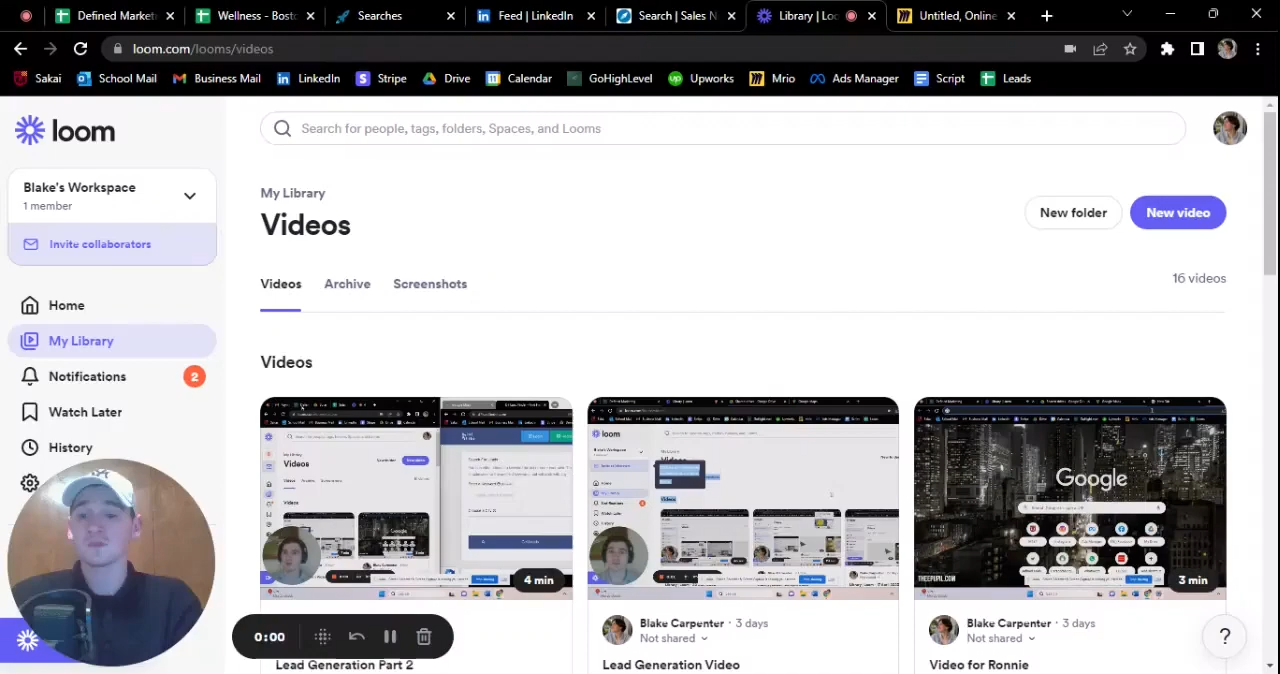 Defined Market
Wellness - Bost
Searches
Feed | LinkedIn
Search | Sales N
Library | Loo
Untitled, Online
loom.com/looms/videos
Sakai
School Mail
Business Mail
LinkedIn
Stripe
Drive
Calendar
GoHighLevel
Upworks
Mrio
Ads Manager
Script
Leads
loom
Search for people, tags, folders, Spaces, and Looms
Blake's Workspace
1 member
Invite collaborators
My Library
Videos
New folder
New video
Videos
Archive
Screenshots
16 videos
Home
My Library
Notifications
2
Watch Later
History
Videos
Videos
4 min
loom
Google
THEEPURL.COM
3 min
0:00
Lead Generation Part 2
Blake Carpenter · 3 days
Not shared
Lead Generation Video
Blake Carpenter · 3 days
Not shared
Video for Ronnie
?